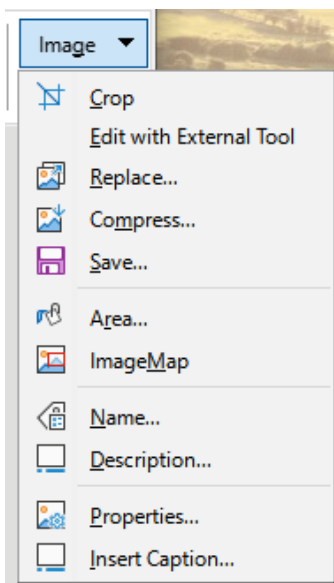 Image
Crop
Edit with External Tool
Replace...
Compress...
Save...
Area...
ImageMap
Name...
Description...
Properties...
Insert Caption...